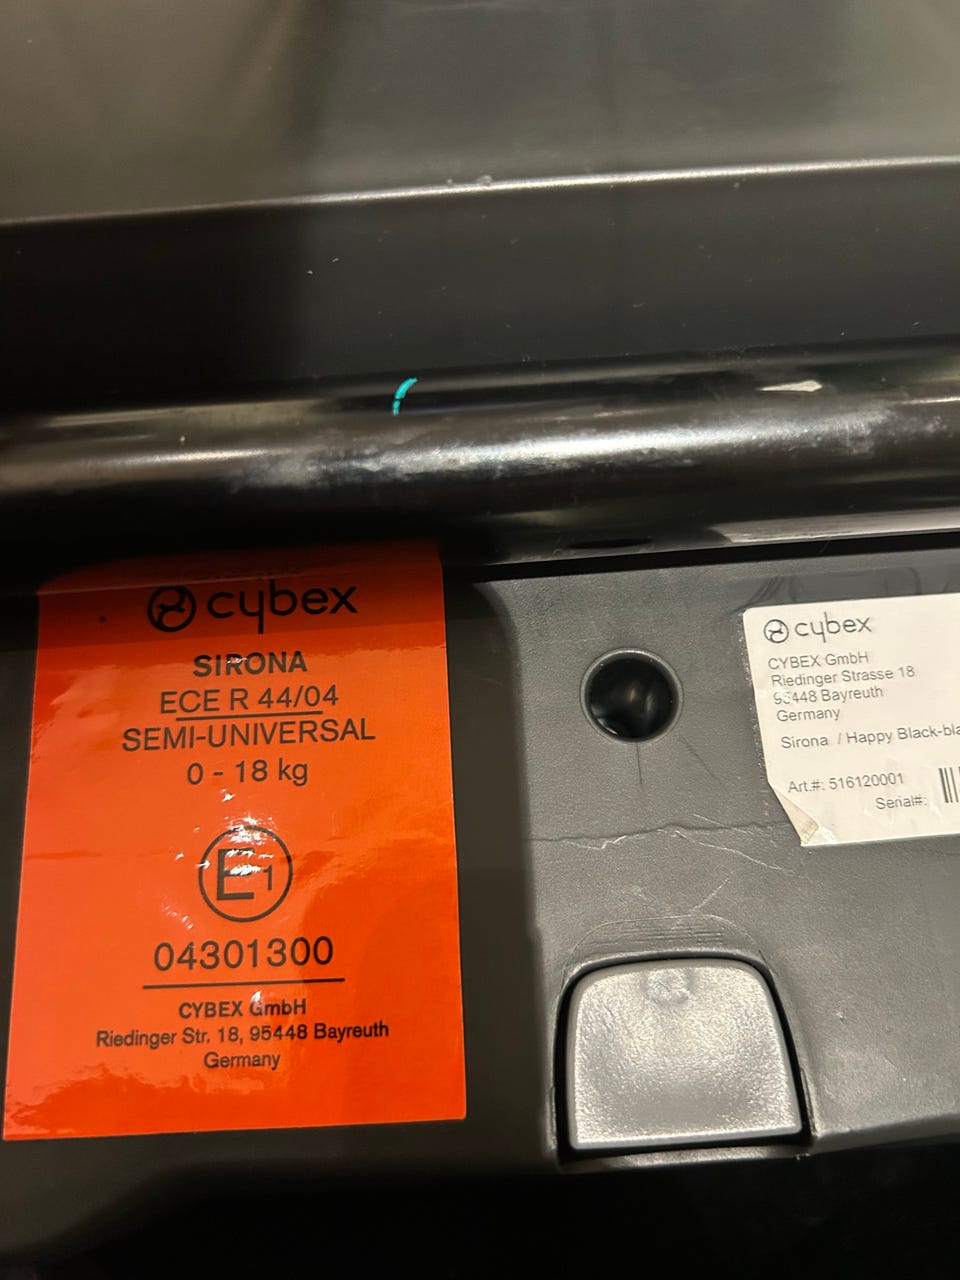 cybex
SIRONA
ECE R 44/04
SEMI-UNIVERSAL
0 - 18 kg
E1
04301300
CYBEX GmbH
Riedinger Str. 18, 95448 Bayreuth
Germany
cybex
CYBEX GmbH
Riedinger Strasse 18
95448 Bayreuth
Germany
Sirona / Happy Black-bla
Art.#: 516120001
Serial#: